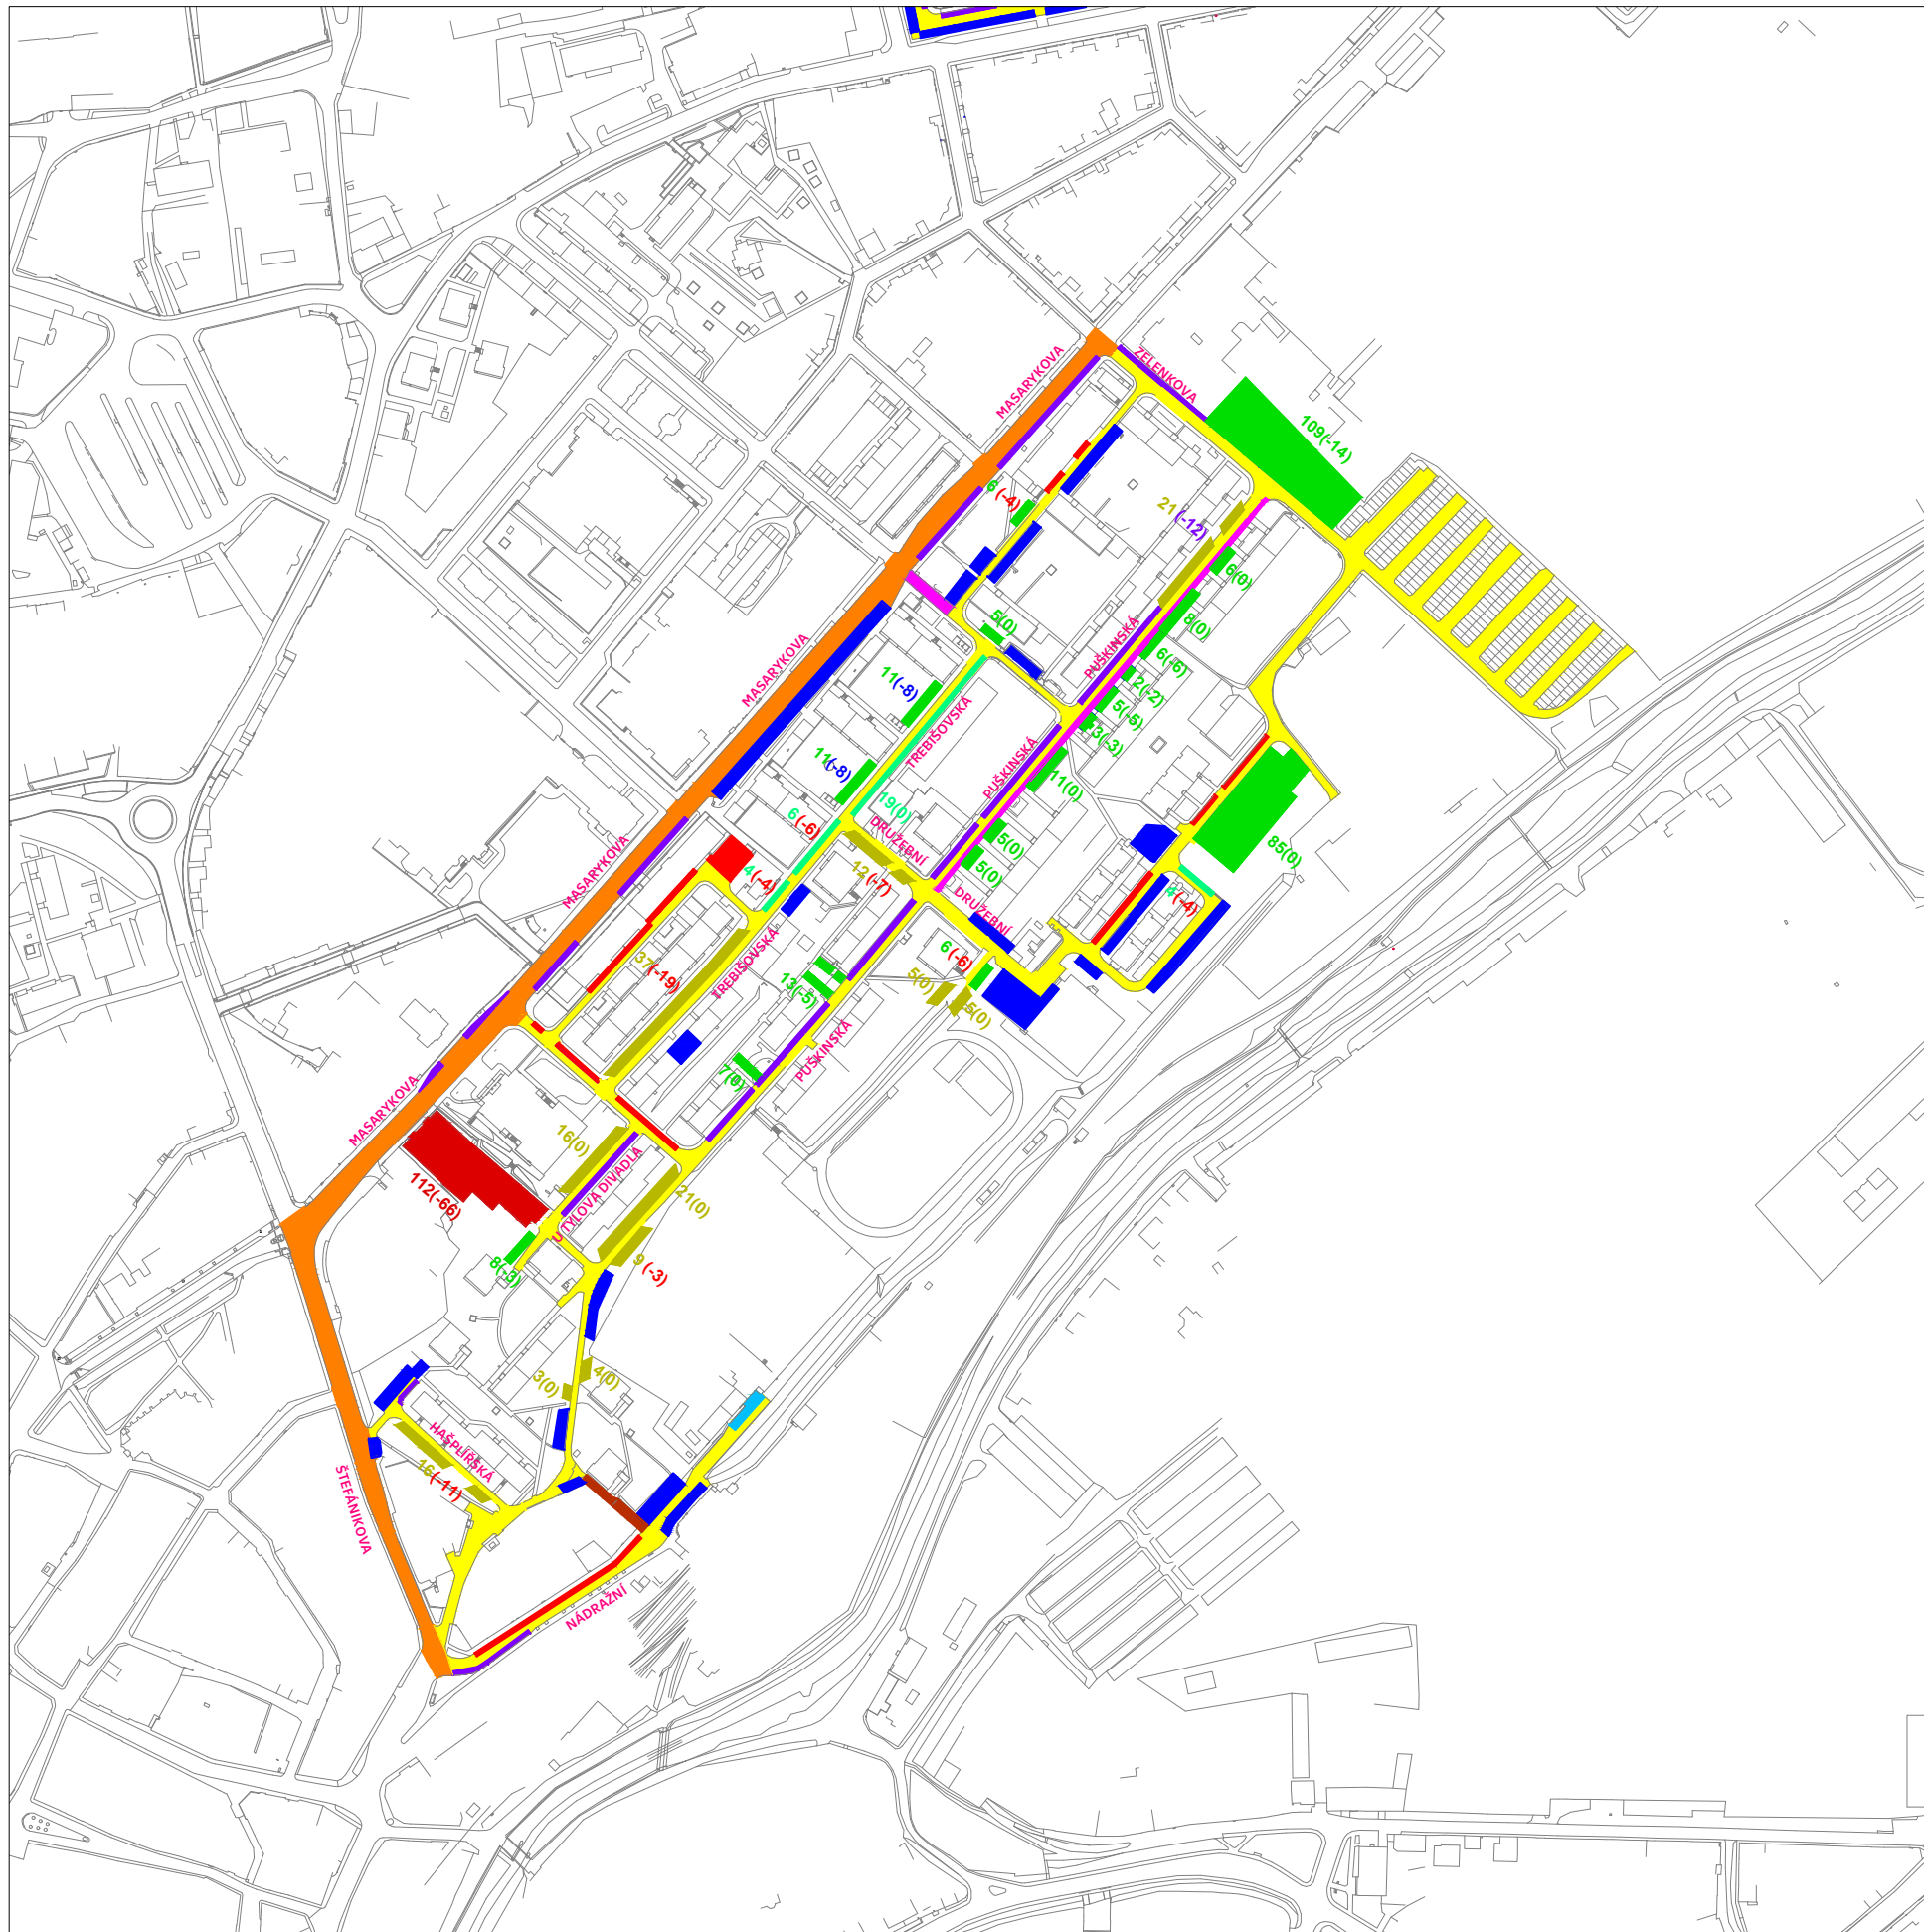 ZELENKOVA
MASARYKOVA
109(-14)
6(-4)
21(-12)
6(0)
5(0)
8(0)
PUŠKINSKÁ
6(-6)
MASARYKOVA
11(-8)
2(-2)
5(-5)
TREBIŠOVSKÁ
3(-3)
11(-8)
PUŠKINSKÁ
11(0)
19(0)
6(-6)
DRUŽEBNÍ
5(0)
85(0)
MASARYKOVA
4(-4)
12(-7)
5(0)
4(-4)
DRUŽEBNÍ
6(-6)
37(-19)
TREBIŠOVSKÁ
13(-5)
5(0)
5(0)
PUŠKINSKÁ
7(0)
MASARYKOVA
16(0)
112(-66)
U TYLOVA DIVADLA
21(0)
8(-3)
9(-3)
3(0)
4(0)
HAŠPLÍŘSKÁ
16(-11)
ŠTEFÁNIKOVA
NÁDRAŽNÍ